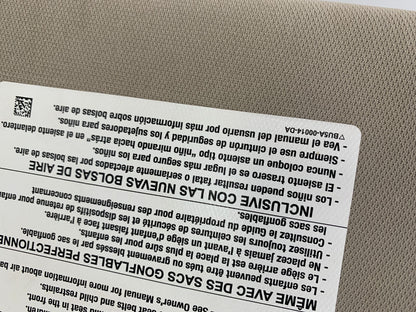 ildren.
ind seat in the front.
seat belts and child restraints.
See Owner's Manual for more information about air ba
MÊME AVEC DES SACS GONFLABLES PERFECTIONNÉ
- Les enfants peuvent être tués ou gravement blessés par le sac gonflable.
- Le siège arrière est la place la plus sûre pour les enfan
- Ne placez jamais à l'avant un siège d'enfant faisant face à l'arrière.
- Utilisez toujours les ceintures de sécurité et les dispositifs de retenue pour enfa
- Consultez le Guide du propriétaire pour des renseignements concernant
les sacs gonflables.
INCLUSIVE CON LAS NUEVAS BOLSAS DE AIRE
- Los niños pueden resultar fatal o seriamente afectados por las bolsas de
- El asiento trasero es el lugar más seguro para los niños.
- Nunca coloque un asiento tipo "niño mirando hacia atrás" en el asiento delantero.
- Use siempre el cinturón de seguridad y los sujetadores para niños.
- Vea el manual del usuario por más información sobre bolsas de aire.
▽BU5A-00014-DA